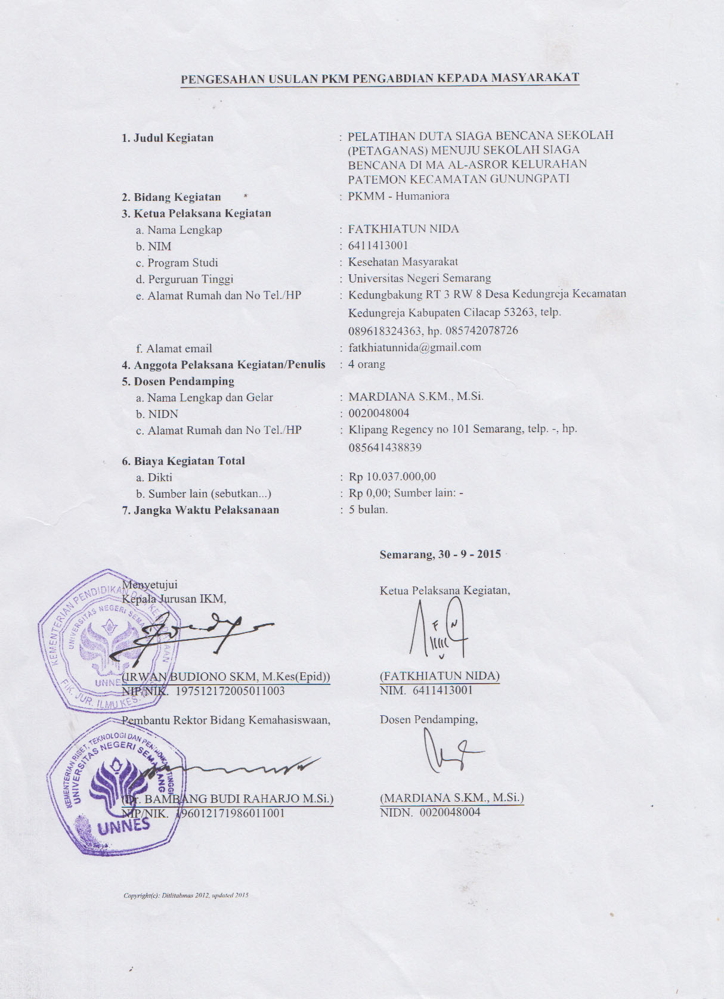 PENGESAHAN USULAN PKM PENGABDIAN KEPADA MASYARAKAT
1. Judul Kegiatan : PELATIHAN DUTA SIAGA BENCANA SEKOLAH
(PETAGANAS) MENUJU SEKOLAH SIAGA
BENCANA DI MA AL-ASROR KELURAHAN
PATEMON KECAMATAN GUNUNGPATI
2. Bidang Kegiatan : PKMM - Humaniora
3. Ketua Pelaksana Kegiatan
a. Nama Lengkap : FATKHIATUN NIDA
b. NIM : 6411413001
c. Program Studi : Kesehatan Masyarakat
d. Perguruan Tinggi : Universitas Negeri Semarang
e. Alamat Rumah dan No Tel./HP : Kedungbakung RT 3 RW 8 Desa Kedungreja Kecamatan
Kedungreja Kabupaten Cilacap 53263, telp.
089618324363, hp. 085742078726
f. Alamat email : fatkhiatunnida@gmail.com
4. Anggota Pelaksana Kegiatan/Penulis : 4 orang
5. Dosen Pendamping
a. Nama Lengkap dan Gelar : MARDIANA S.KM., M.Si.
b. NIDN : 0020048004
c. Alamat Rumah dan No Tel./HP : Klipang Regency no 101 Semarang, telp. -, hp.
085641438839
6. Biaya Kegiatan Total
a. Dikti : Rp 10.037.000,00
b. Sumber lain (sebutkan...) : Rp 0,00; Sumber lain: -
7. Jangka Waktu Pelaksanaan : 5 bulan.
Semarang, 30 - 9 - 2015
Menyetujui
Kepala Jurusan IKM, Ketua Pelaksana Kegiatan,
KEMENTERIAN PENDIDIKAN DAN KEBUDAYAAN
UNIVERSITAS NEGERI SEMARANG
UNNES
FIK. JUR. ILMU KES.
F N
(IRWAN BUDIONO SKM, M.Kes(Epid)) (FATKHIATUN NIDA)
NIP/NIK. 197512172005011003 NIM. 6411413001
Pembantu Rektor Bidang Kemahasiswaan, Dosen Pendamping,
KEMENTERIAN RISET, TEKNOLOGI DAN PENDIDIKAN TINGGI
UNIVERSITAS NEGERI SEMARANG
UNNES
(Dr. BAMBANG BUDI RAHARJO M.Si.) (MARDIANA S.KM., M.Si.)
NIP/NIK. 196012171986011001 NIDN. 0020048004
Copyright(c): Ditlitabmas 2012, updated 2015